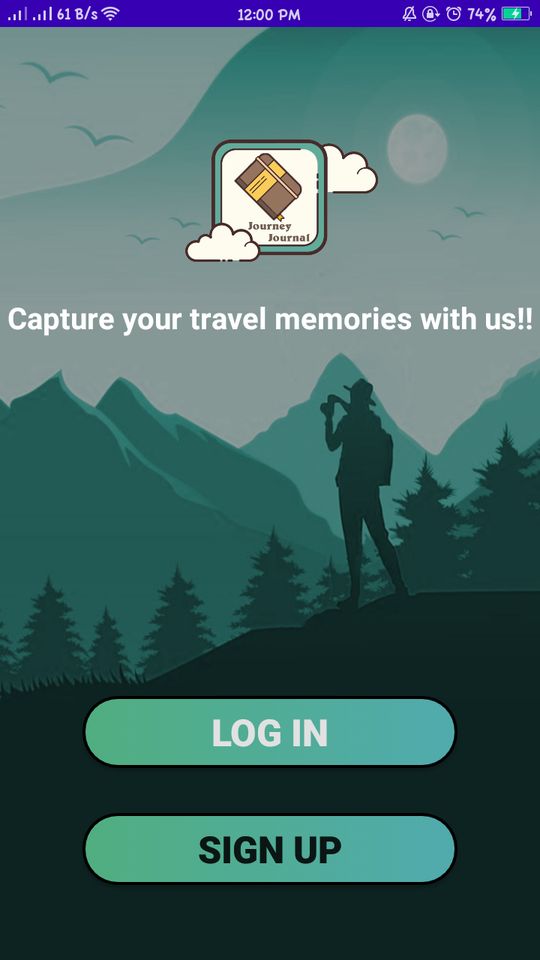 61 B/s 12:00 PM 74%
Journey
Journal
Capture your travel memories with us!!
LOG IN
SIGN UP